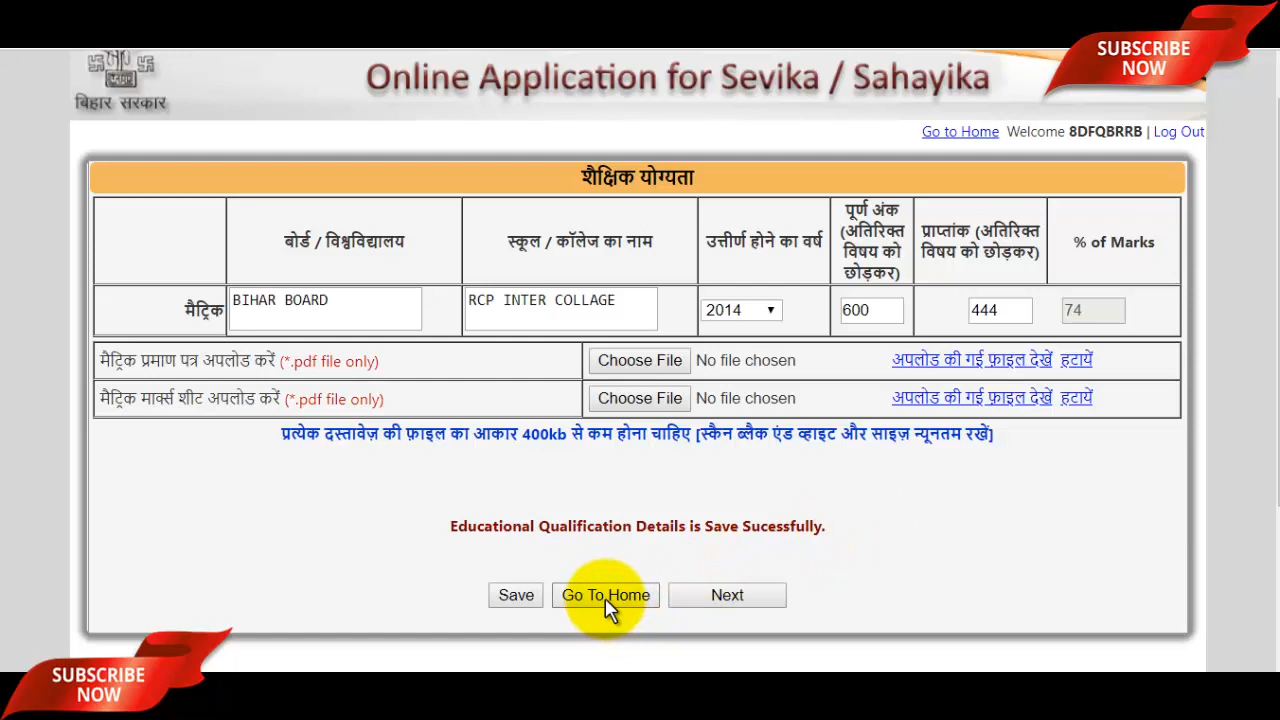 SUBSCRIBE
NOW
बिहार सरकार
Online Application for Sevika / Sahayika
Go to Home Welcome 8DFQBRRB | Log Out
शैक्षिक योग्यता
बोर्ड / विश्वविद्यालय
स्कूल / कॉलेज का नाम
उत्तीर्ण होने का वर्ष
पूर्ण अंक
(अतिरिक्त
विषय को
छोड़कर)
प्राप्तांक (अतिरिक्त
विषय को छोड़कर)
% of Marks
मैट्रिक
BIHAR BOARD
RCP INTER COLLAGE
2014
600
444
74
मैट्रिक प्रमाण पत्र अपलोड करें (*.pdf file only)
Choose File No file chosen
अपलोड की गई फ़ाइल देखें हटायें
मैट्रिक मार्क्स शीट अपलोड करें (*.pdf file only)
Choose File No file chosen
अपलोड की गई फ़ाइल देखें हटायें
प्रत्येक दस्तावेज़ की फ़ाइल का आकार 400kb से कम होना चाहिए [स्कैन ब्लैक एंड व्हाइट और साइज़ न्यूनतम रखें]
Educational Qualification Details is Save Sucessfully.
Save Go To Home Next
SUBSCRIBE
NOW